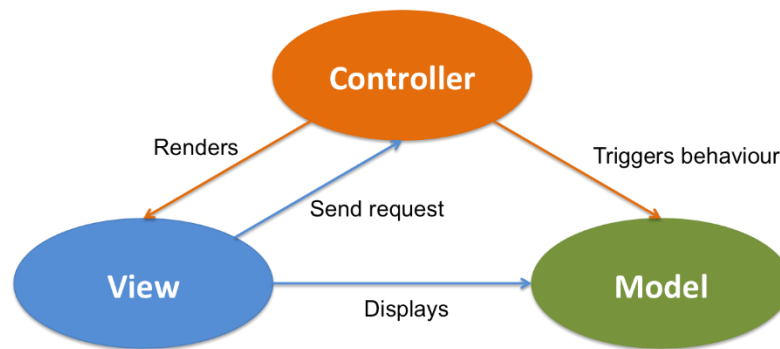 Controller
Renders
Triggers behaviour
Send request
View
Model
Displays